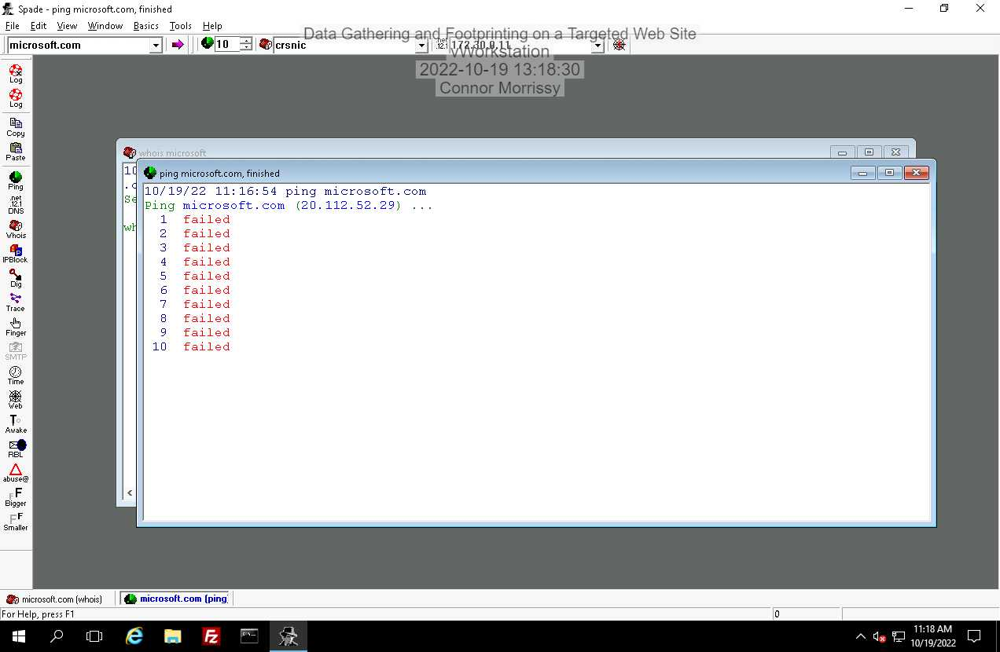 Spade - ping microsoft.com, finished
File Edit View Window Basics Tools Help
Data Gathering and Footprinting on a Targeted Web Site
microsoft.com 10 crsnic .net 12.1 172.30.0.11
vWorkstation
2022-10-19 13:18:30
Connor Morrissy
Log
Log
Copy
Paste
Ping
.net
12.1
DNS
Whois
IPBlock
Dig
Trace
Finger
SMTP
Time
Web
Awake
RBL
abuse@
Bigger
Smaller
whois microsoft
10
.c
Se
wh
ping microsoft.com, finished
10/19/22 11:16:54 ping microsoft.com
Ping microsoft.com (20.112.52.29) ...
1 failed
2 failed
3 failed
4 failed
5 failed
6 failed
7 failed
8 failed
9 failed
10 failed
microsoft.com (whois) microsoft.com (ping)
For Help, press F1 0
11:18 AM
10/19/2022